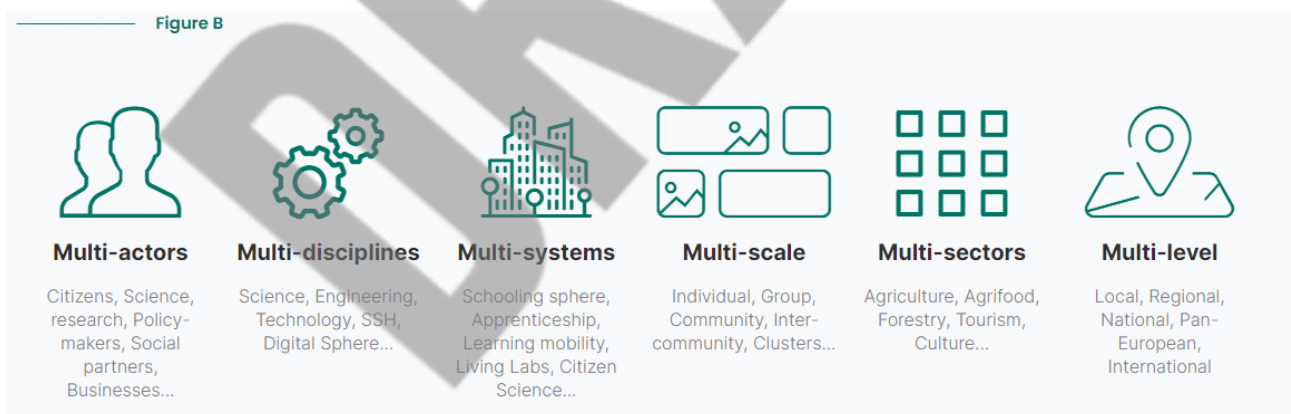 Figure B
Multi-actors
Citizens, Science,
research, Policy-
makers, Social
partners,
Businesses...
Multi-disciplines
Science, Engineering,
Technology, SSH,
Digital Sphere...
Multi-systems
Schooling sphere,
Apprenticeship,
Learning mobility,
Living Labs, Citizen
Science...
Multi-scale
Individual, Group,
Community, Inter-
community, Clusters...
Multi-sectors
Agriculture, Agrifood,
Forestry, Tourism,
Culture...
Multi-level
Local, Regional,
National, Pan-
European,
International